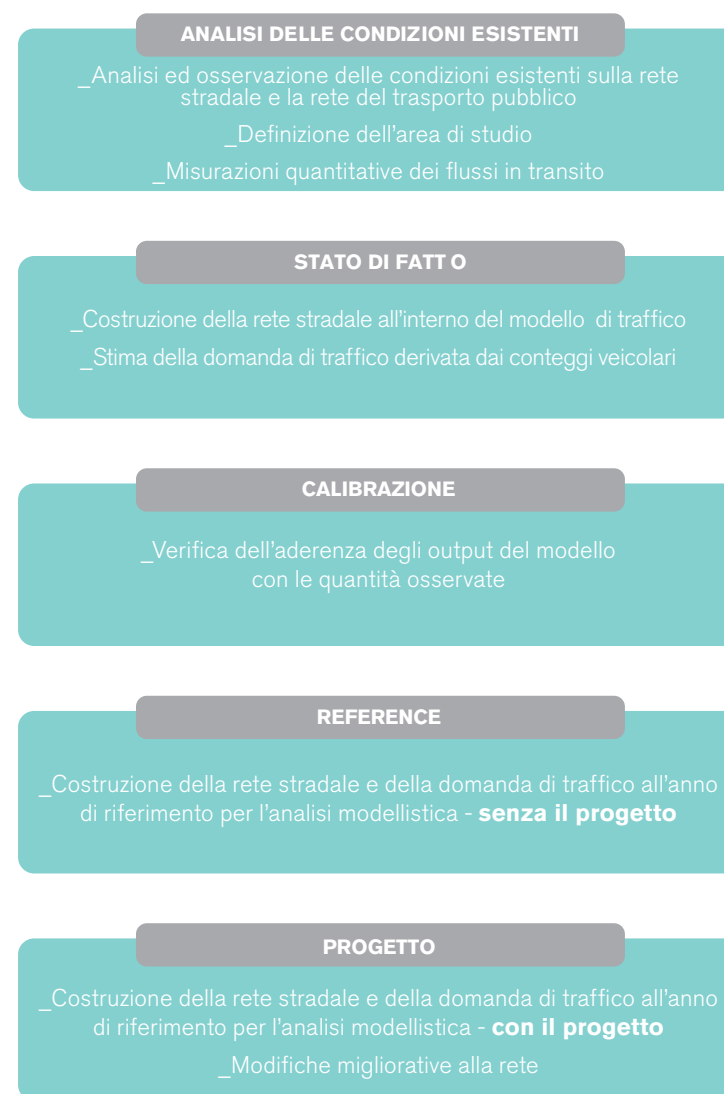 ANALISI DELLE CONDIZIONI ESISTENTI
_Analisi ed osservazione delle condizioni esistenti sulla rete
stradale e la rete del trasporto pubblico
_Definizione dell'area di studio
_Misurazioni quantitative dei flussi in transito
STATO DI FATT O
_Costruzione della rete stradale all'interno del modello di traffico
_Stima della domanda di traffico derivata dai conteggi veicolari
CALIBRAZIONE
_Verifica dell'aderenza degli output del modello
con le quantità osservate
REFERENCE
_Costruzione della rete stradale e della domanda di traffico all'anno
di riferimento per l'analisi modellistica - senza il progetto
PROGETTO
_Costruzione della rete stradale e della domanda di traffico all'anno
di riferimento per l'analisi modellistica - con il progetto
_Modifiche migliorative alla rete